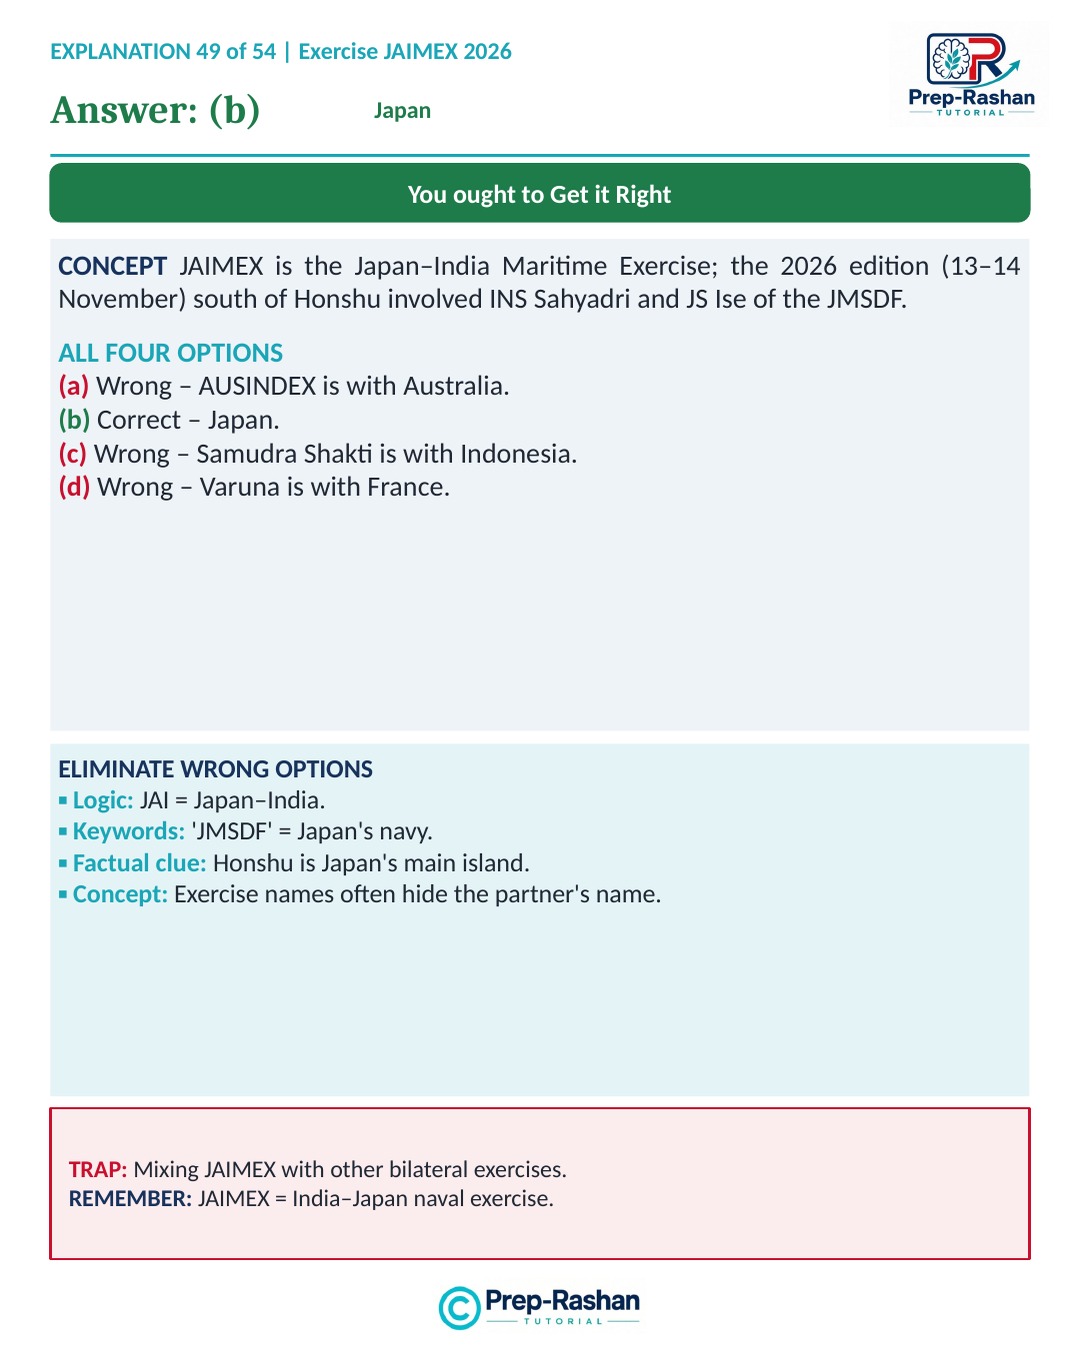 EXPLANATION 49 of 54 | Exercise JAIMEX 2026
Prep-Rashan
TUTORIAL
Answer: (b) Japan
You ought to Get it Right
CONCEPT JAIMEX is the Japan–India Maritime Exercise; the 2026 edition (13–14
November) south of Honshu involved INS Sahyadri and JS Ise of the JMSDF.
ALL FOUR OPTIONS
(a) Wrong – AUSINDEX is with Australia.
(b) Correct – Japan.
(c) Wrong – Samudra Shakti is with Indonesia.
(d) Wrong – Varuna is with France.
ELIMINATE WRONG OPTIONS
▪ Logic: JAI = Japan–India.
▪ Keywords: 'JMSDF' = Japan's navy.
▪ Factual clue: Honshu is Japan's main island.
▪ Concept: Exercise names often hide the partner's name.
TRAP: Mixing JAIMEX with other bilateral exercises.
REMEMBER: JAIMEX = India–Japan naval exercise.
© Prep-Rashan
TUTORIAL